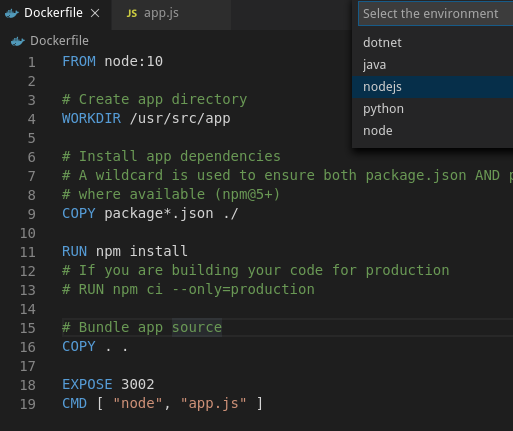 Dockerfile
JS app.js
Select the environment
Dockerfile
dotnet
java
nodejs
python
node
1 FROM node:10
2
3 # Create app directory
4 WORKDIR /usr/src/app
5
6 # Install app dependencies
7 # A wildcard is used to ensure both package.json AND p
8 # where available (npm@5+)
9 COPY package*.json ./
10
11 RUN npm install
12 # If you are building your code for production
13 # RUN npm ci --only=production
14
15 # Bundle app source
16 COPY . .
17
18 EXPOSE 3002
19 CMD [ "node", "app.js" ]